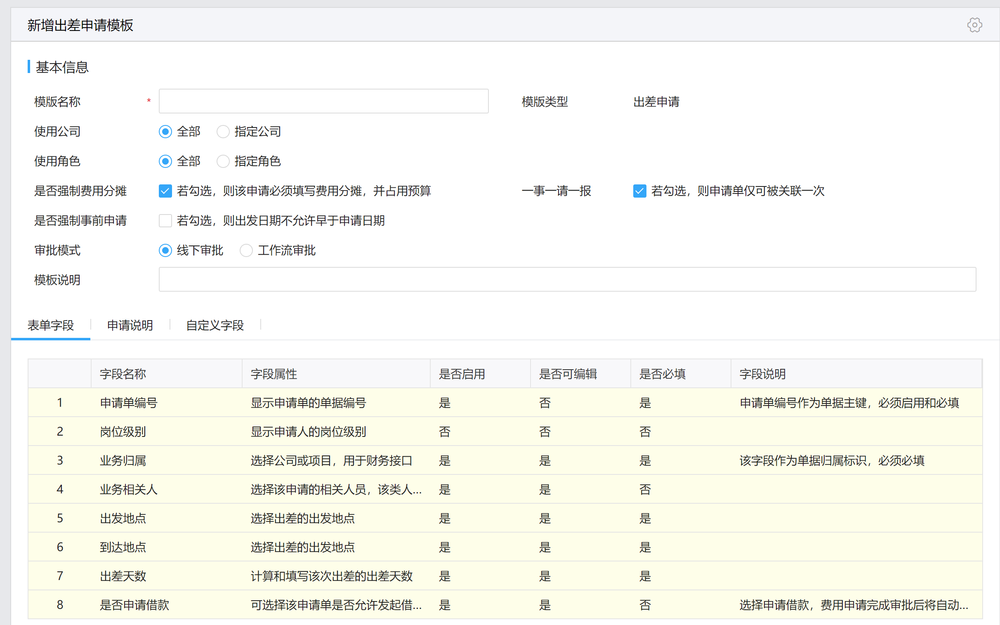 新增出差申请模板
基本信息
模版名称 * 模版类型 出差申请
使用公司 全部 指定公司
使用角色 全部 指定角色
是否强制费用分摊 若勾选，则该申请必须填写费用分摊，并占用预算 一事一请一报 若勾选，则申请单仅可被关联一次
是否强制事前申请 若勾选，则出发日期不允许早于申请日期
审批模式 线下审批 工作流审批
模板说明
表单字段 申请说明 自定义字段
字段名称 字段属性 是否启用 是否可编辑 是否必填 字段说明
1 申请单编号 显示申请单的单据编号 是 否 是 申请单编号作为单据主键，必须启用和必填
2 岗位级别 显示申请人的岗位级别 否 否 否
3 业务归属 选择公司或项目，用于财务接口 是 是 是 该字段作为单据归属标识，必须必填
4 业务相关人 选择该申请的相关人员，该类人... 是 是 否
5 出发地点 选择出差的出发地点 是 是 是
6 到达地点 选择出差的出发地点 是 是 是
7 出差天数 计算和填写该次出差的出差天数 是 是 是
8 是否申请借款 可选择该申请单是否允许发起借... 是 是 否 选择申请借款，费用申请完成审批后将自动...